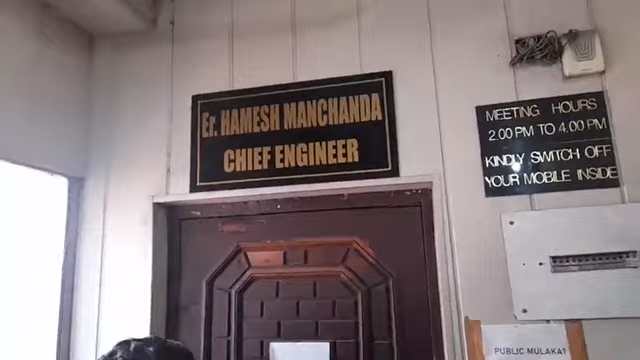 Er. HAMESH MANCHANDA
CHIEF ENGINEER
MEETING HOURS
2.00 PM TO 4.00 PM
KINDLY SWITCH OFF
YOUR MOBILE INSIDE
PUBLIC MULAKAT